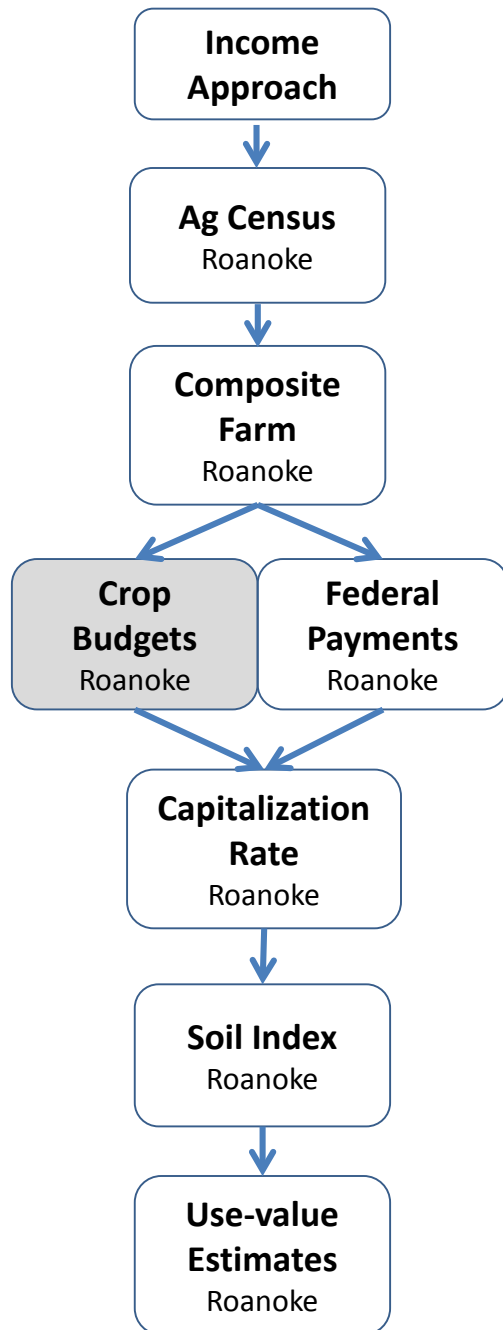 Income
Approach
Ag Census
Roanoke
Composite
Farm
Roanoke
Crop
Budgets
Roanoke
Federal
Payments
Roanoke
Capitalization
Rate
Roanoke
Soil Index
Roanoke
Use-value
Estimates
Roanoke